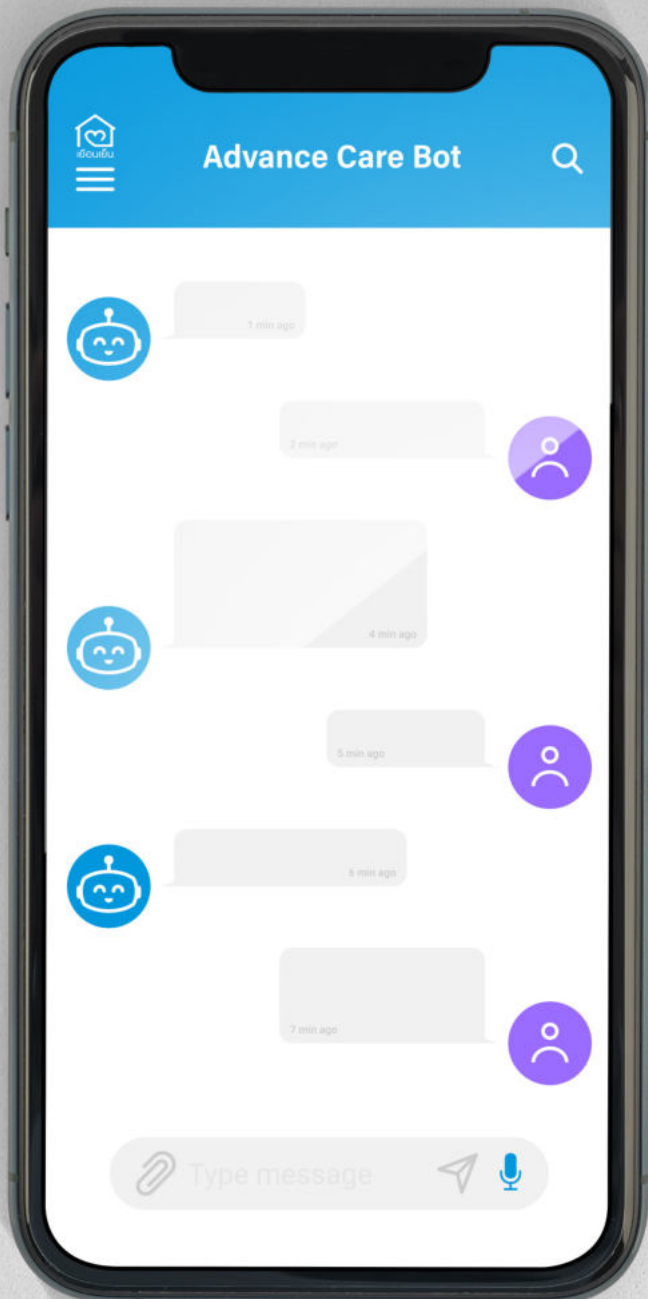 เยือนเย็น
Advance Care Bot
1 min ago
2 min ago
4 min ago
5 min ago
6 min ago
7 min ago
Type message